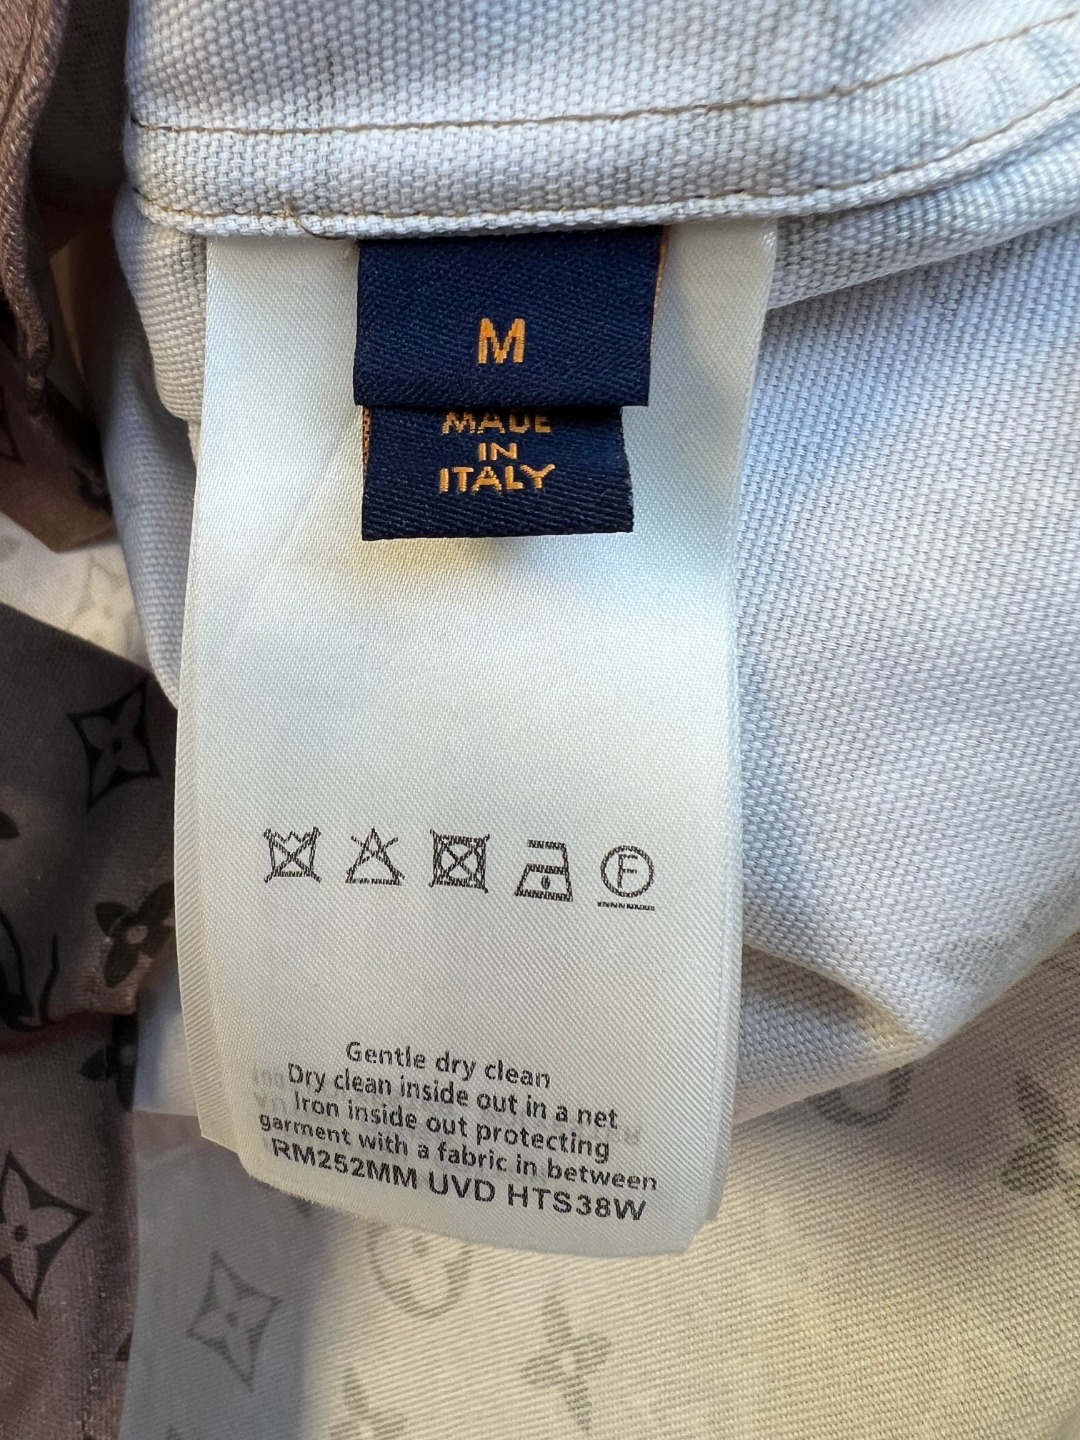 M
MADE
IN
ITALY
F
Gentle dry clean
Dry clean inside out in a net
Iron inside out protecting
garment with a fabric in between
RM252MM UVD HTS38W